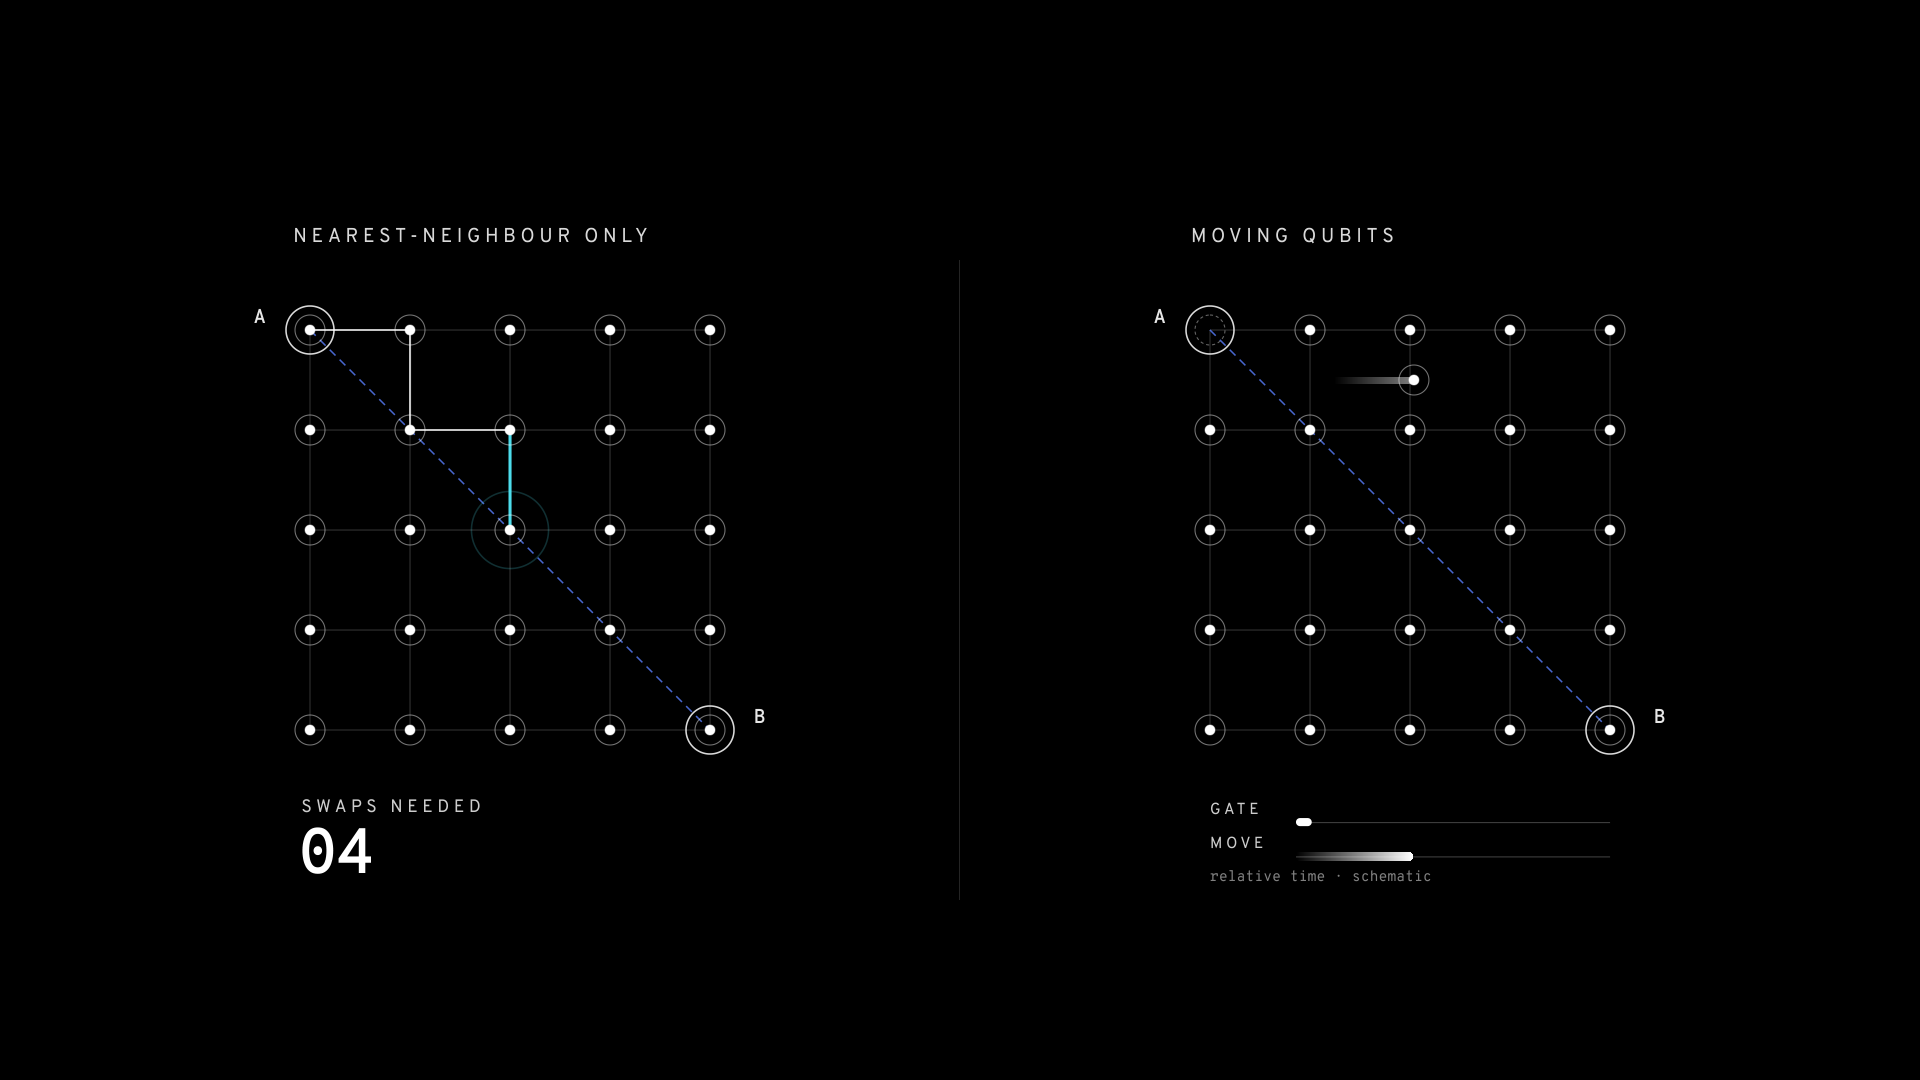 NEAREST-NEIGHBOUR ONLY
A
B
SWAPS NEEDED
04
MOVING QUBITS
A
B
GATE
MOVE
relative time · schematic